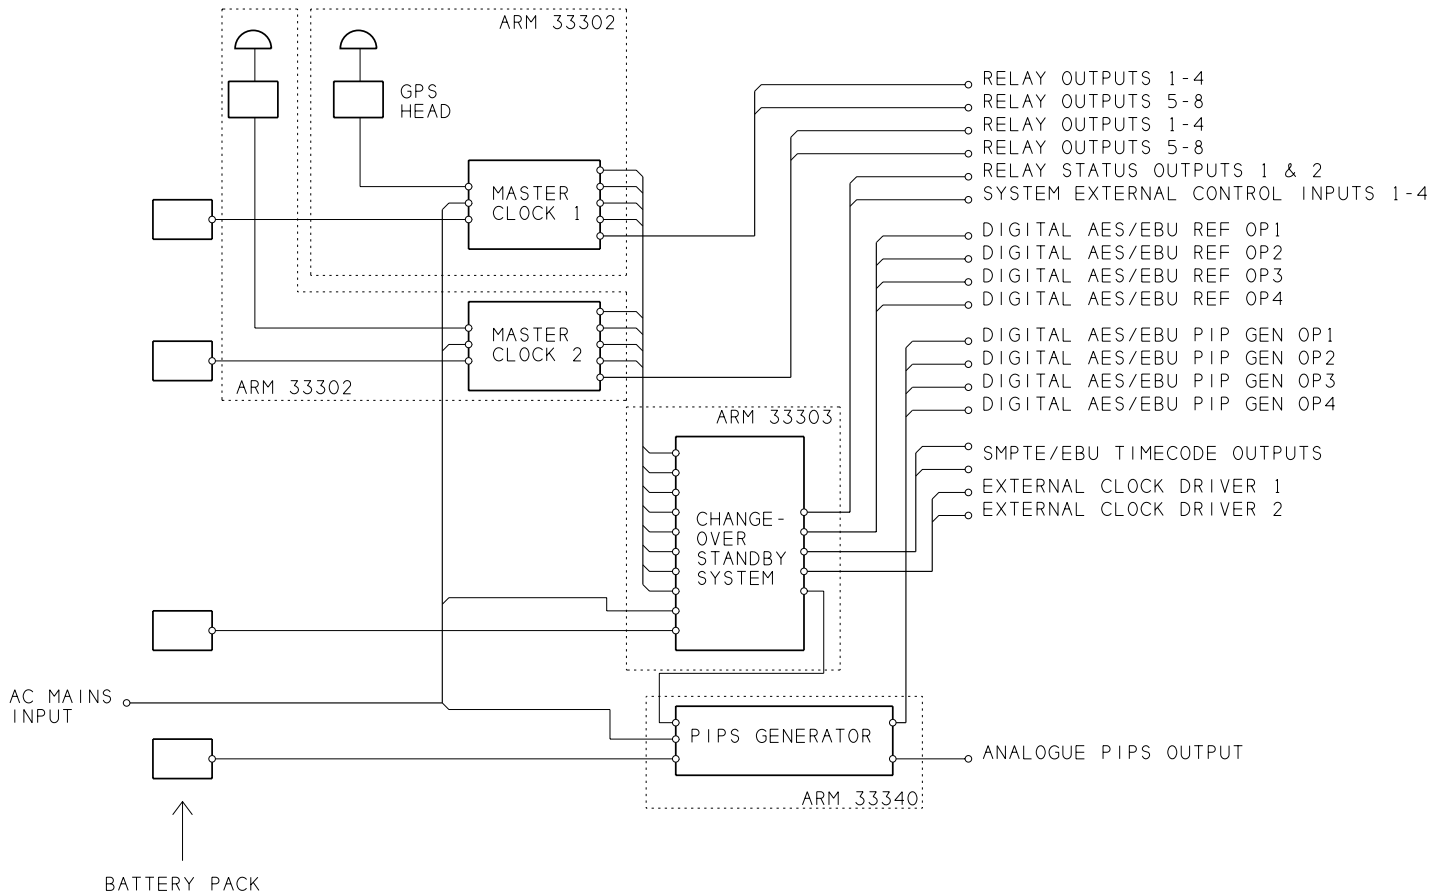 ARM 33302
GPS
HEAD
MASTER
CLOCK 1
MASTER
CLOCK 2
ARM 33302
RELAY OUTPUTS 1-4
RELAY OUTPUTS 5-8
RELAY OUTPUTS 1-4
RELAY OUTPUTS 5-8
RELAY STATUS OUTPUTS 1 & 2
SYSTEM EXTERNAL CONTROL INPUTS 1-4
DIGITAL AES/EBU REF OP1
DIGITAL AES/EBU REF OP2
DIGITAL AES/EBU REF OP3
DIGITAL AES/EBU REF OP4
DIGITAL AES/EBU PIP GEN OP1
DIGITAL AES/EBU PIP GEN OP2
DIGITAL AES/EBU PIP GEN OP3
DIGITAL AES/EBU PIP GEN OP4
SMPTE/EBU TIMECODE OUTPUTS
EXTERNAL CLOCK DRIVER 1
EXTERNAL CLOCK DRIVER 2
ARM 33303
CHANGE-
OVER
STANDBY
SYSTEM
AC MAINS
INPUT
PIPS GENERATOR
ANALOGUE PIPS OUTPUT
ARM 33340
BATTERY PACK